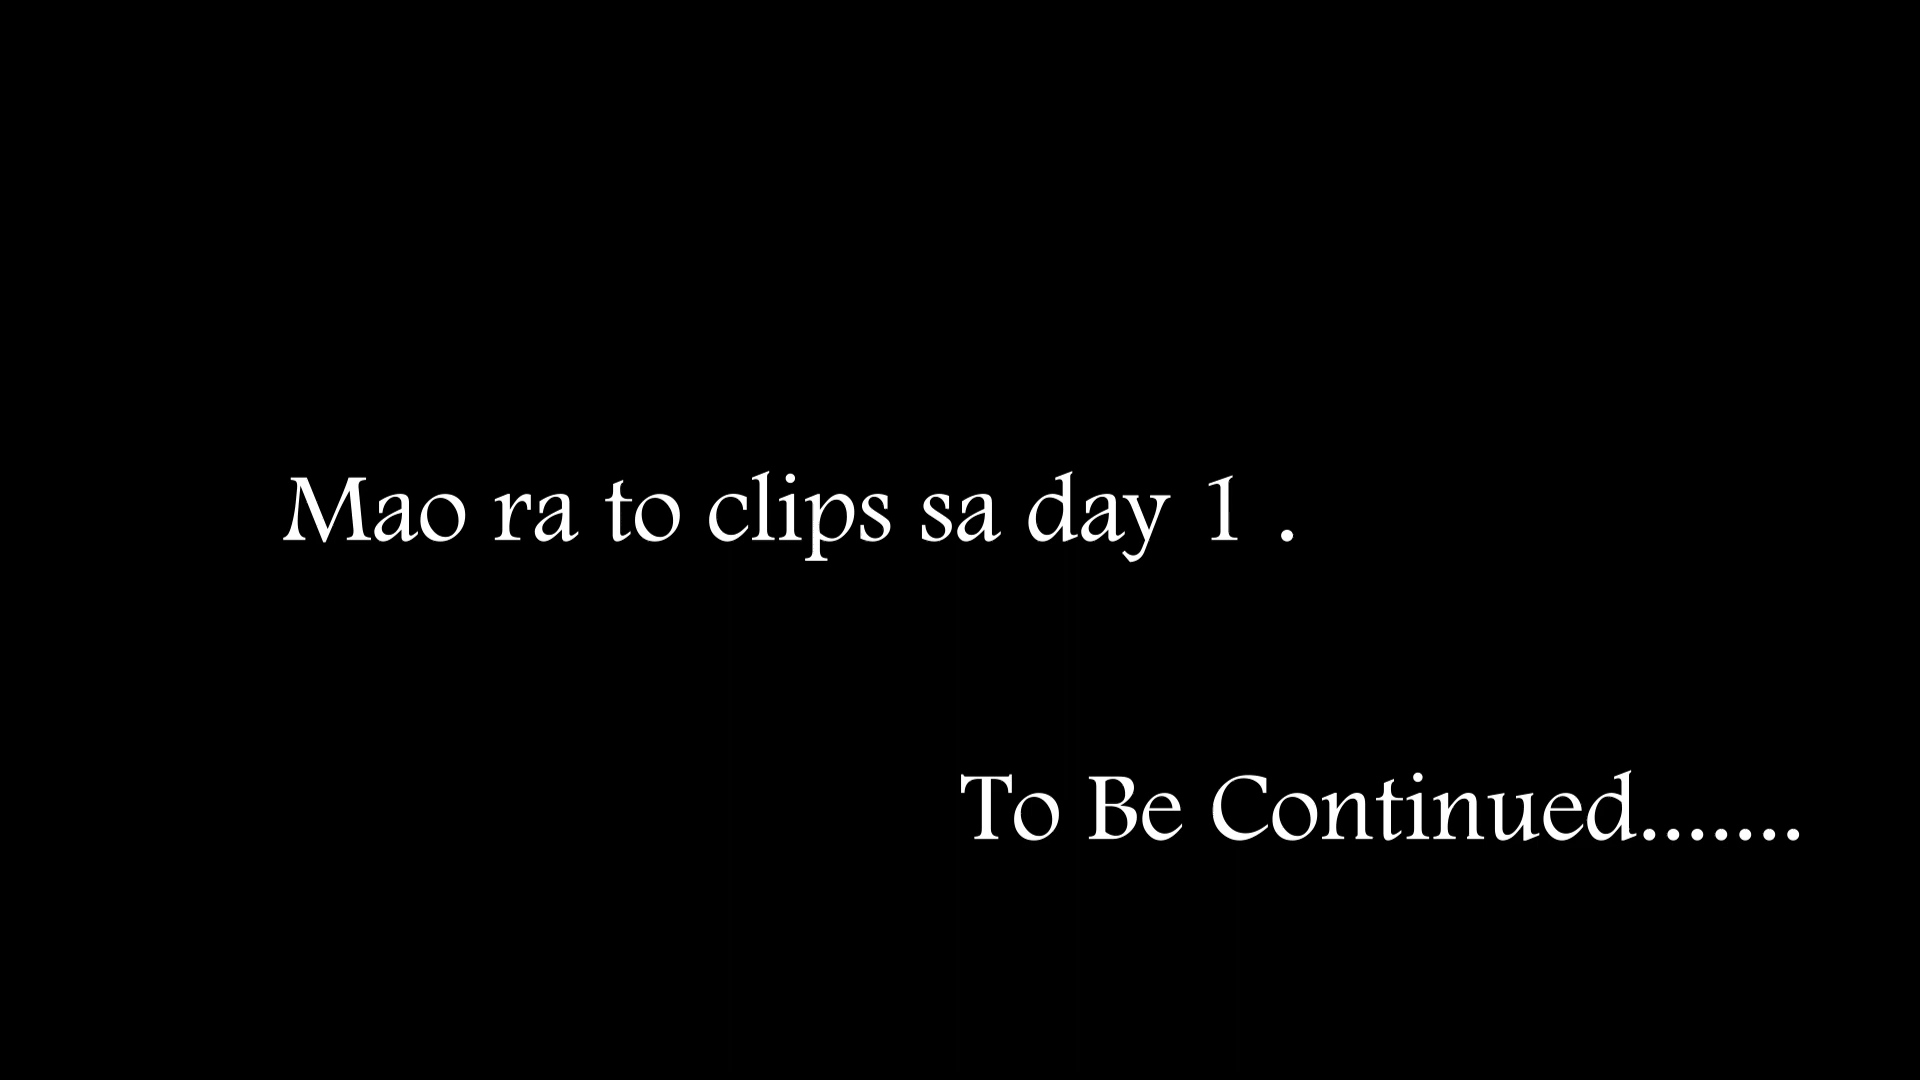 Mao ra to clips sa day 1 .
To Be Continued.......